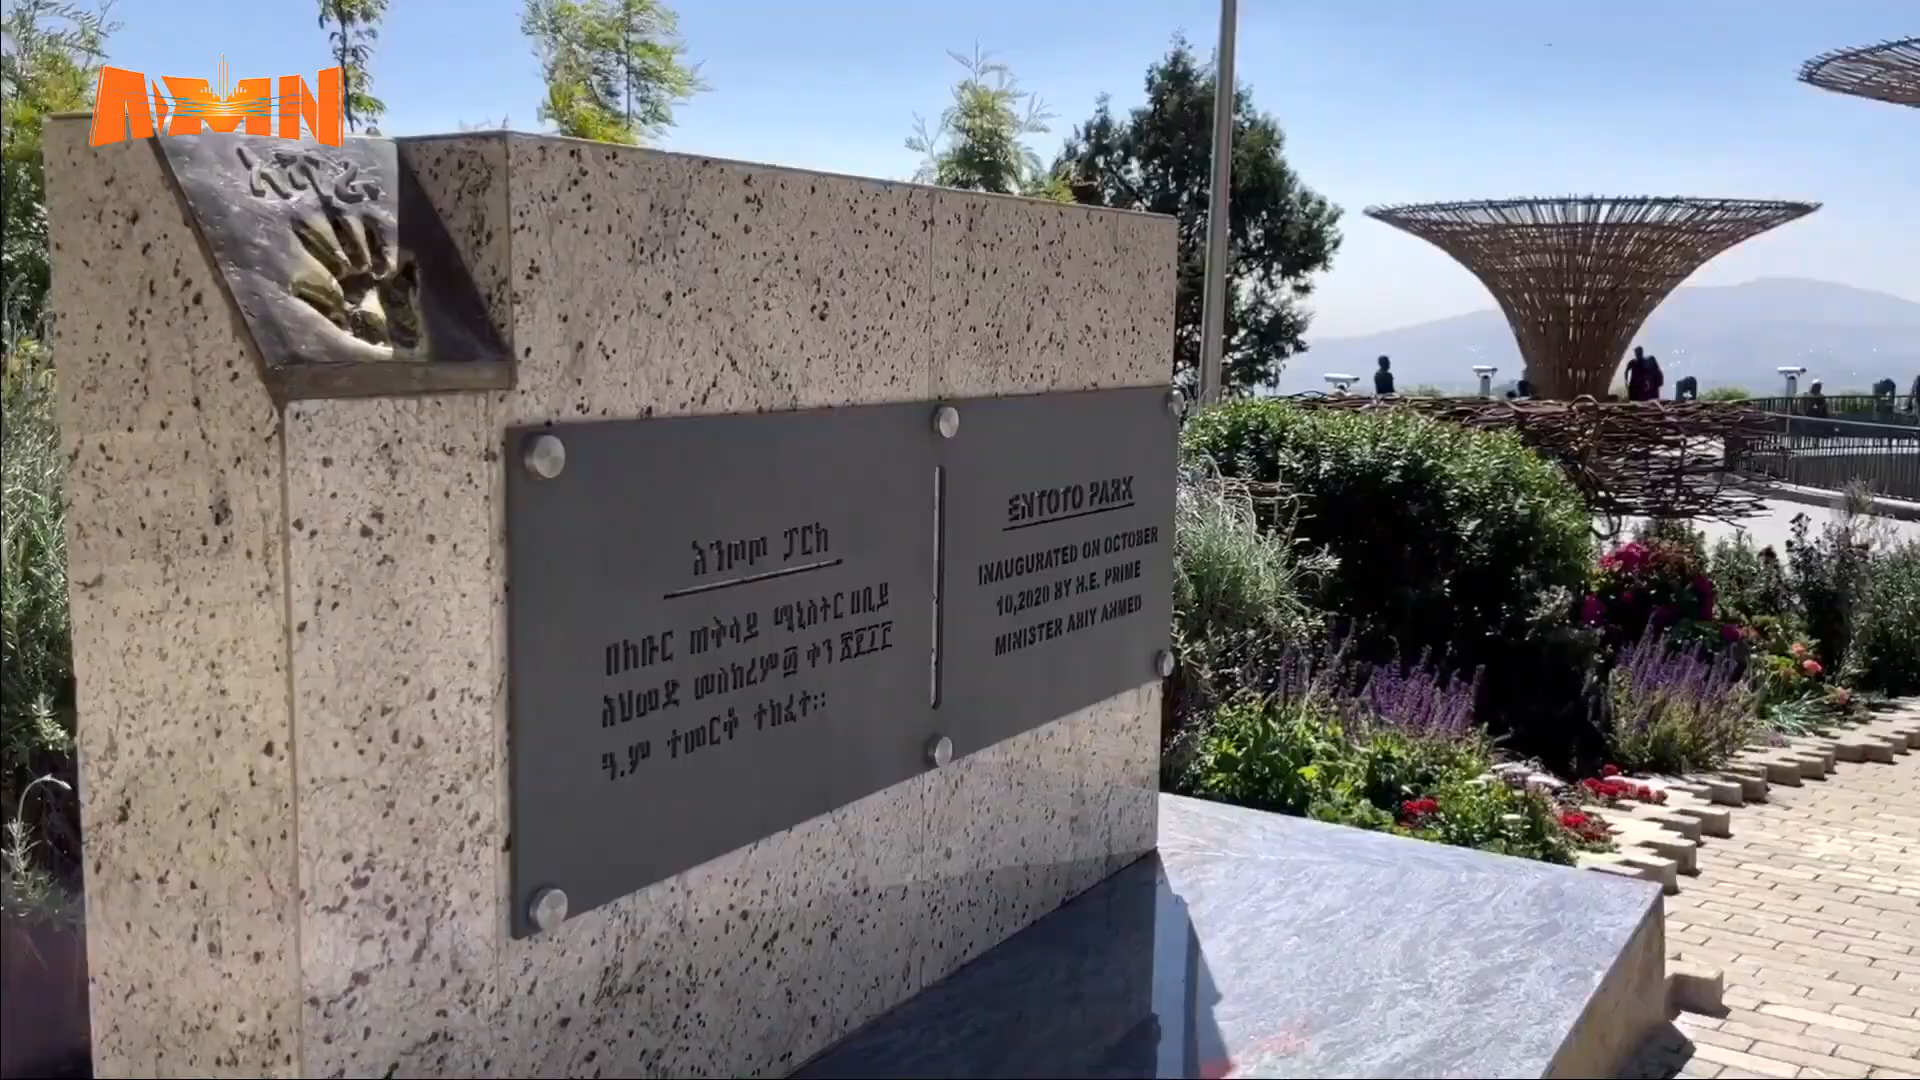 AMN
እንጦጦ ፓርክ
በክቡር ጠቅላይ ሚኒስትር ዐቢይ
አህመድ መስከረም ፴ ቀን ፳፻፲፫
ዓ.ም ተመርቆ ተከፈተ።
ENTOTO PARK
INAUGURATED ON OCTOBER
10,2020 BY H.E. PRIME
MINISTER ABIY AHMED